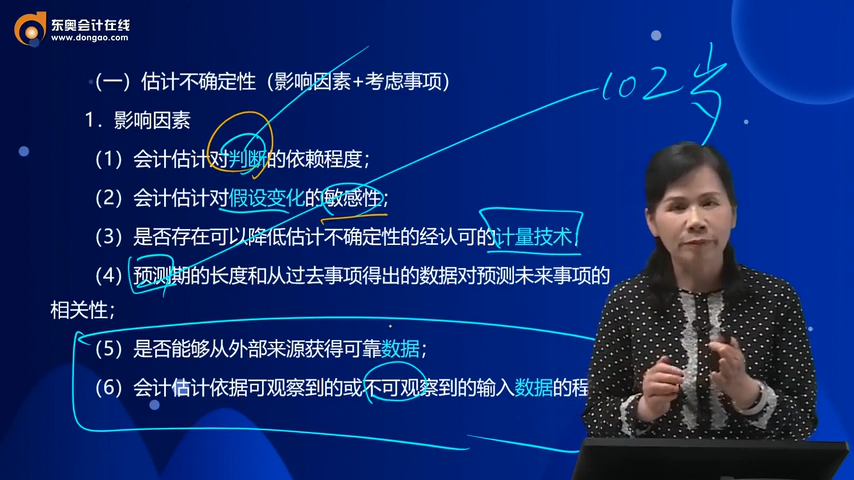 东奥会计在线
www.dongao.com
（一）估计不确定性（影响因素+考虑事项）
102岁
1．影响因素
（1）会计估计对判断的依赖程度；
（2）会计估计对假设变化的敏感性；
（3）是否存在可以降低估计不确定性的经认可的计量技术；
（4）预测期的长度和从过去事项得出的数据对预测未来事项的
相关性；
（5）是否能够从外部来源获得可靠数据；
（6）会计估计依据可观察到的或不可观察到的输入数据的程